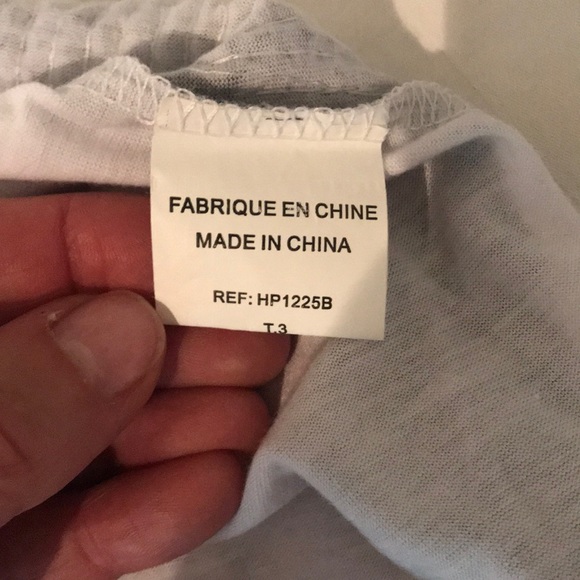 FABRIQUE EN CHINE
MADE IN CHINA
REF: HP1225B
T.3